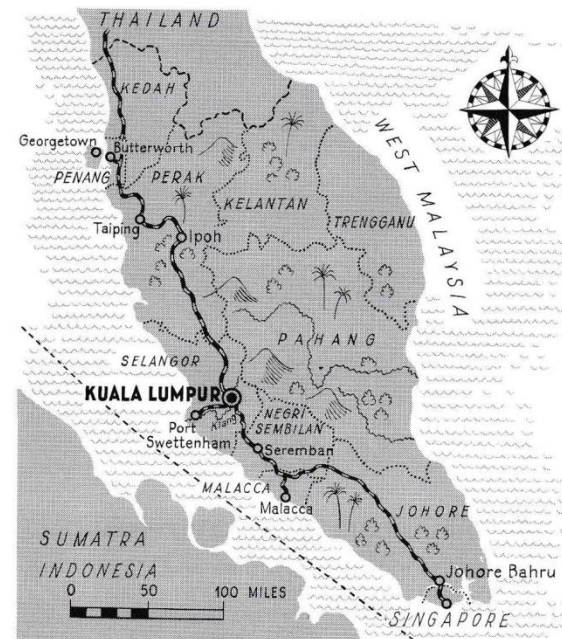 THAILAND
KEDAH
Georgetown
Butterworth
PENANG
PERAK
KELANTAN
TRENGGANU
WEST MALAYSIA
Taiping
Ipoh
PAHANG
SELANGOR
KUALA LUMPUR
Klang
Port
Swettenham
NEGRI
SEMBILAN
Seremban
MALACCA
Malacca
JOHORE
SUMATRA
INDONESIA
Johore Bahru
0 50 100 MILES
SINGAPORE